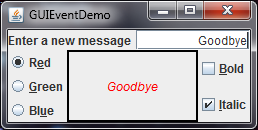 GUIEventDemo
Enter a new message Goodbye
Red
Green
Blue
Goodbye
Bold
Italic